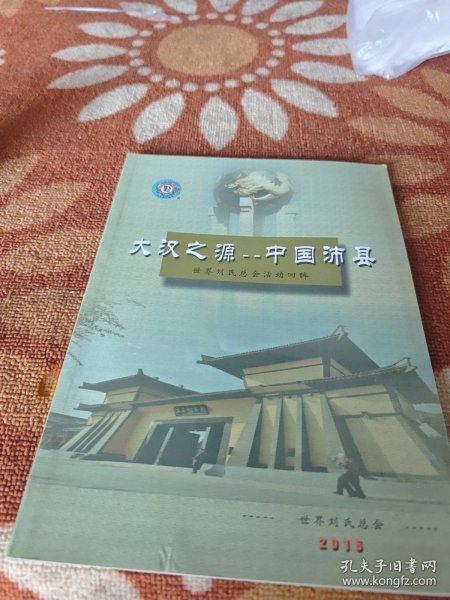 大汉之源--中国沛县
世界刘氏总会活动回眸
世界刘氏总会
2015
孔夫子旧书网
www.kongfz.com